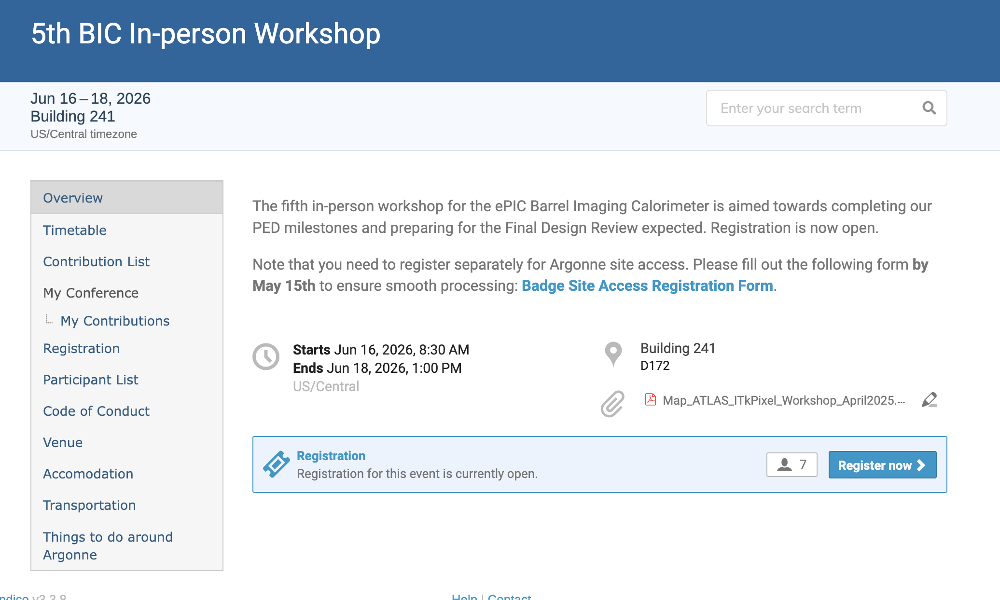 5th BIC In-person Workshop
Jun 16 – 18, 2026
Building 241
US/Central timezone
Enter your search term
Overview
Timetable
Contribution List
My Conference
My Contributions
Registration
Participant List
Code of Conduct
Venue
Accomodation
Transportation
Things to do around
Argonne
The fifth in-person workshop for the ePIC Barrel Imaging Calorimeter is aimed towards completing our
PED milestones and preparing for the Final Design Review expected. Registration is now open.
Note that you need to register separately for Argonne site access. Please fill out the following form by
May 15th to ensure smooth processing: Badge Site Access Registration Form.
Starts Jun 16, 2026, 8:30 AM
Ends Jun 18, 2026, 1:00 PM
US/Central
Building 241
D172
Map_ATLAS_ITkPixel_Workshop_April2025....
Registration
Registration for this event is currently open.
7
Register now
ndico v3.3.8
Help | Contact